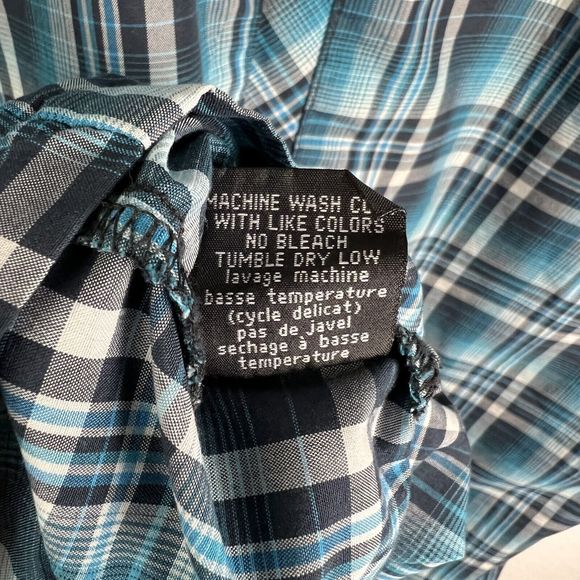 MACHINE WASH
WITH LIKE COLORS
NO BLEACH
TUMBLE DRY LOW
lavage machine
basse temperature
(cycle delicat)
pas de javel
sechage à basse
temperature